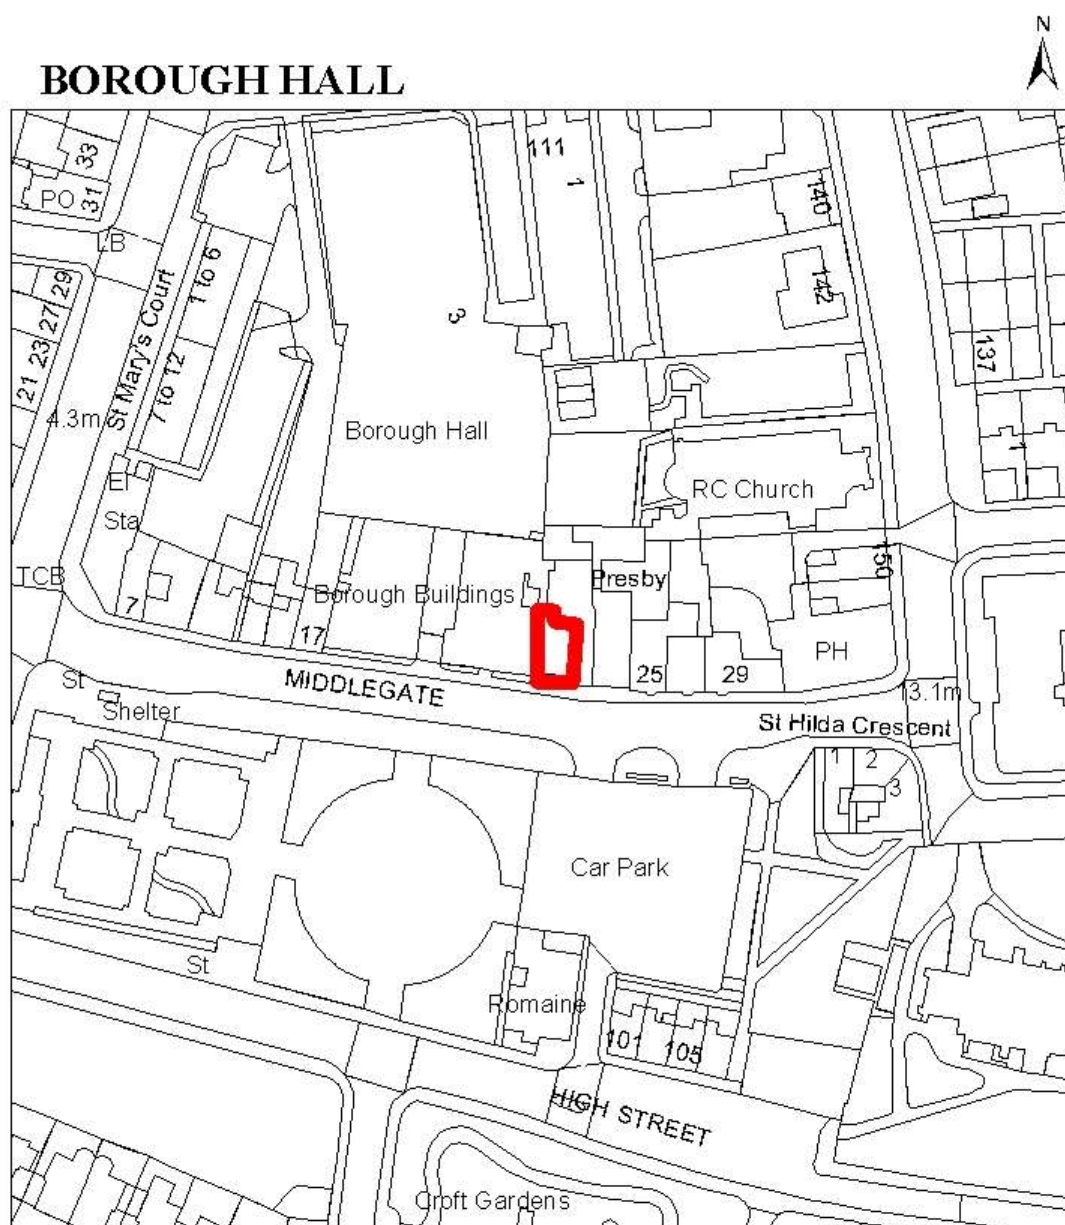 N
BOROUGH HALL
33
31
PO
LB
29
27
23
21
St Mary's Court
1 to 6
7 to 12
4.3m
El
Sta
TCB
111
1
3
140
142
137
1
Borough Hall
RC Church
150
Borough Buildings
Presby
7
17
25
29
PH
MIDDLEGATE
St Hilda Crescent
13.1m
St
Shelter
1
2
3
Car Park
St
Romaine
101
105
HIGH STREET
Croft Gardens